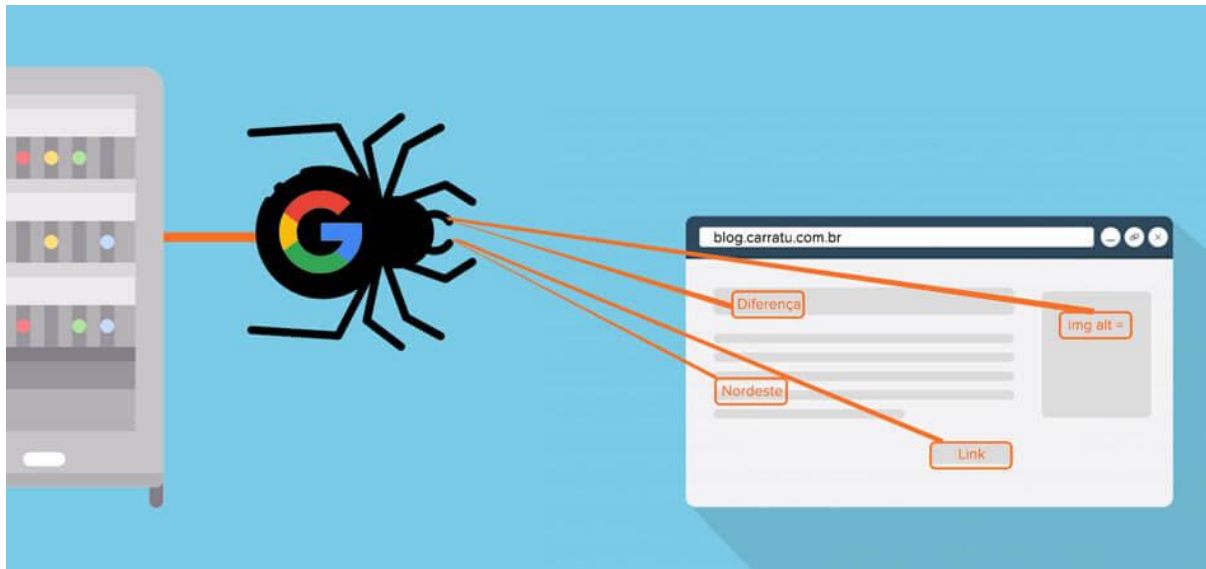 blog.carratu.com.br
Diferença
img alt =
Nordeste
Link